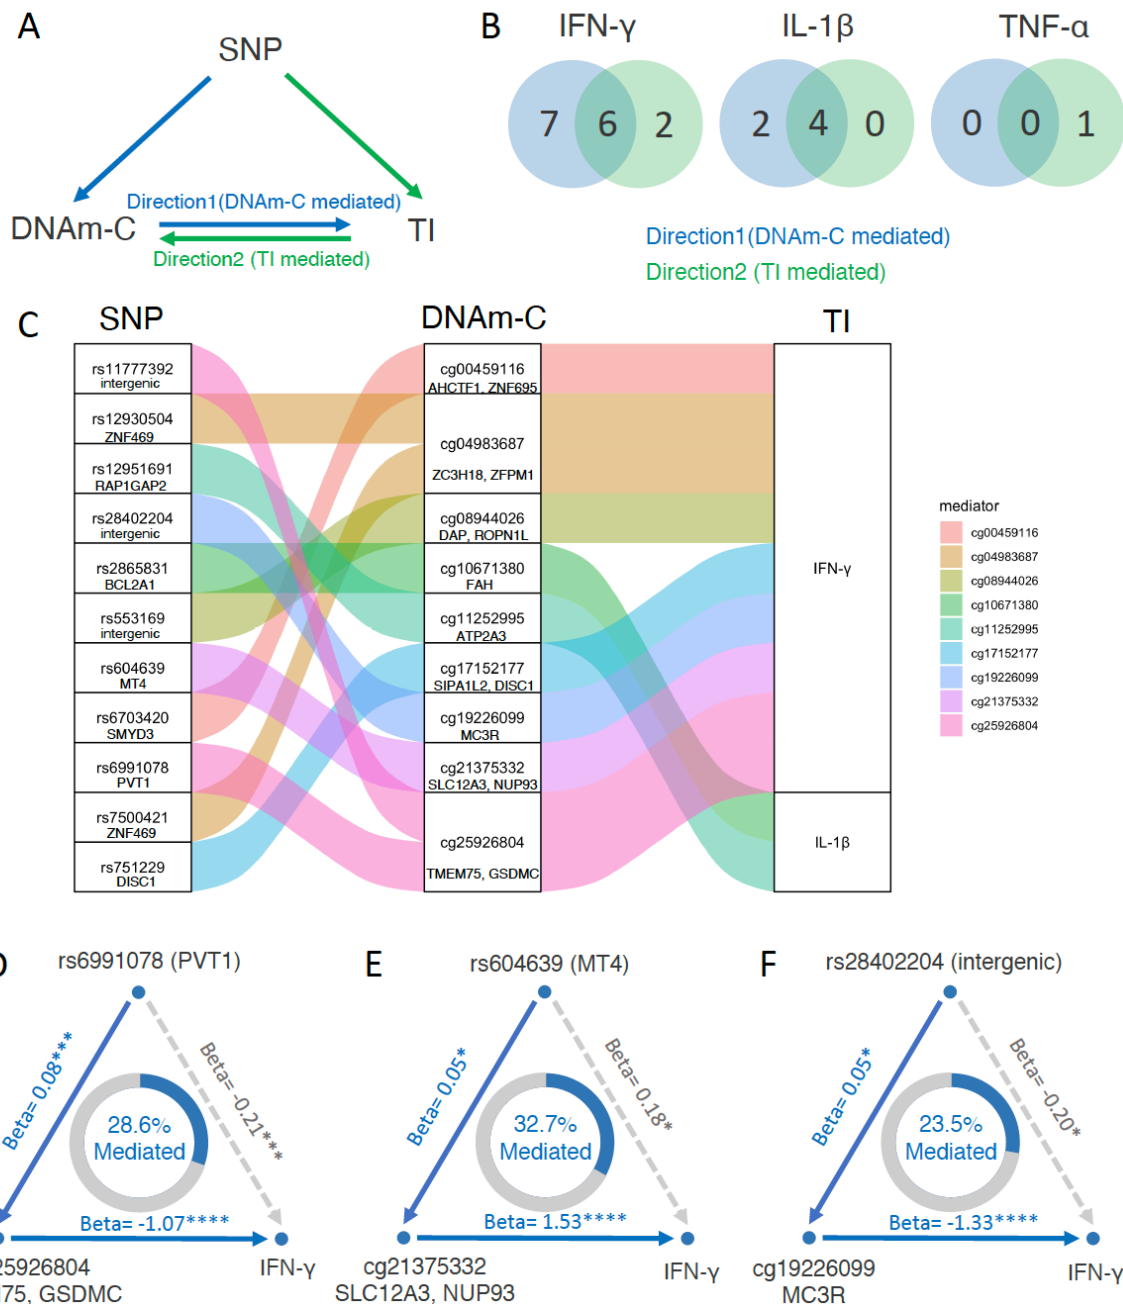 A
SNP
DNAm-C
Direction1(DNAm-C mediated)
Direction2 (TI mediated)
TI
B
IFN-γ
IL-1β
TNF-α
7
6
2
2
4
0
0
0
1
Direction1(DNAm-C mediated)
Direction2 (TI mediated)
C
SNP
DNAm-C
TI
rs11777392
intergenic
rs12930504
ZNF469
rs12951691
RAP1GAP2
rs28402204
intergenic
rs2865831
BCL2A1
rs553169
intergenic
rs604639
MT4
rs6703420
SMYD3
rs6991078
PVT1
rs7500421
ZNF469
rs751229
DISC1
cg00459116
AHCTF1, ZNF695
cg04983687
ZC3H18, ZFPM1
cg08944026
DAP, ROPN1L
cg10671380
FAH
cg11252995
ATP2A3
cg17152177
SIPA1L2, DISC1
cg19226099
MC3R
cg21375332
SLC12A3, NUP93
cg25926804
TMEM75, GSDMC
IFN-γ
IL-1β
mediator
cg00459116
cg04983687
cg08944026
cg10671380
cg11252995
cg17152177
cg19226099
cg21375332
cg25926804
rs6991078 (PVT1)
Beta= 0.08***
Beta= -0.21***
28.6%
Mediated
Beta= -1.07****
25926804
75, GSDMC
IFN-γ
E
rs604639 (MT4)
Beta= 0.05*
Beta= 0.18*
32.7%
Mediated
Beta= 1.53****
cg21375332
SLC12A3, NUP93
IFN-γ
F
rs28402204 (intergenic)
Beta= 0.05*
Beta= -0.20*
23.5%
Mediated
Beta= -1.33****
cg19226099
MC3R
IFN-γ